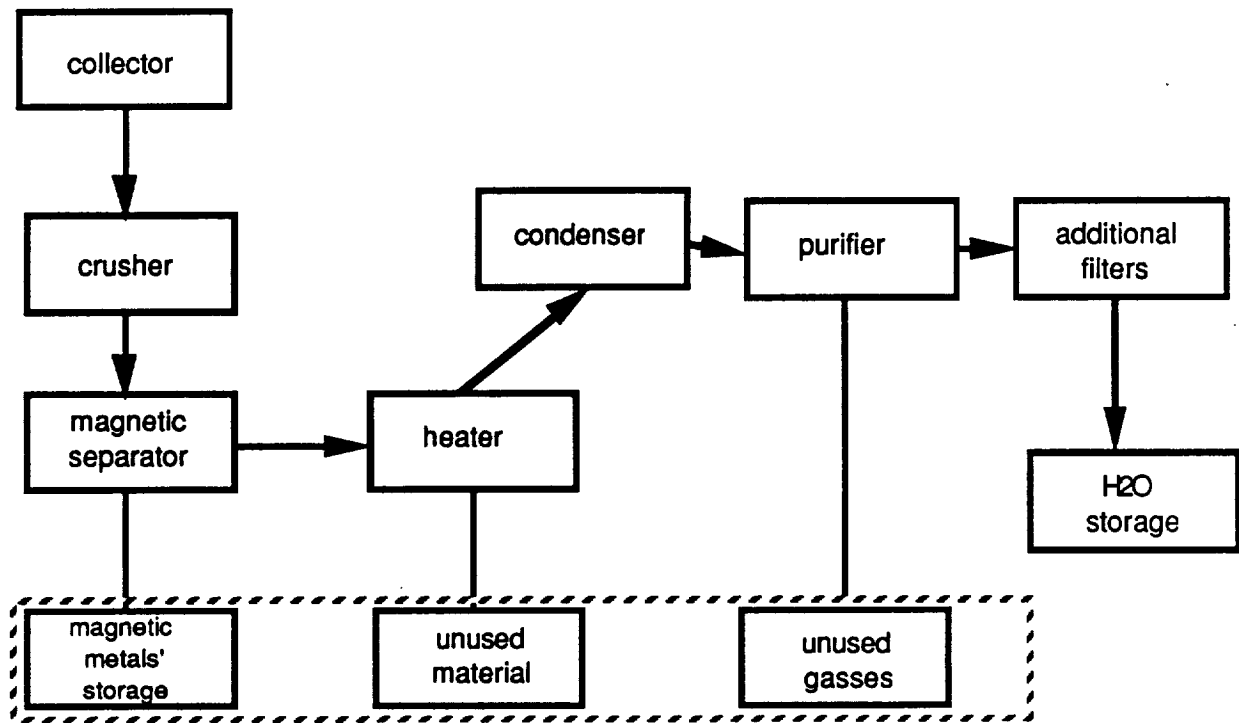 collector
crusher
magnetic
separator
heater
condenser
purifier
additional
filters
H2O
storage
magnetic
metals'
storage
unused
material
unused
gasses